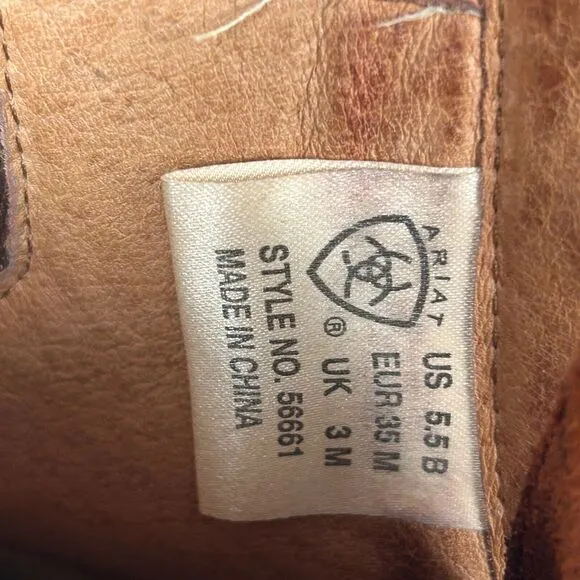 ARIAT
US 5.5 B
EUR 35 M
® UK 3 M
STYLE NO. 56661
MADE IN CHINA